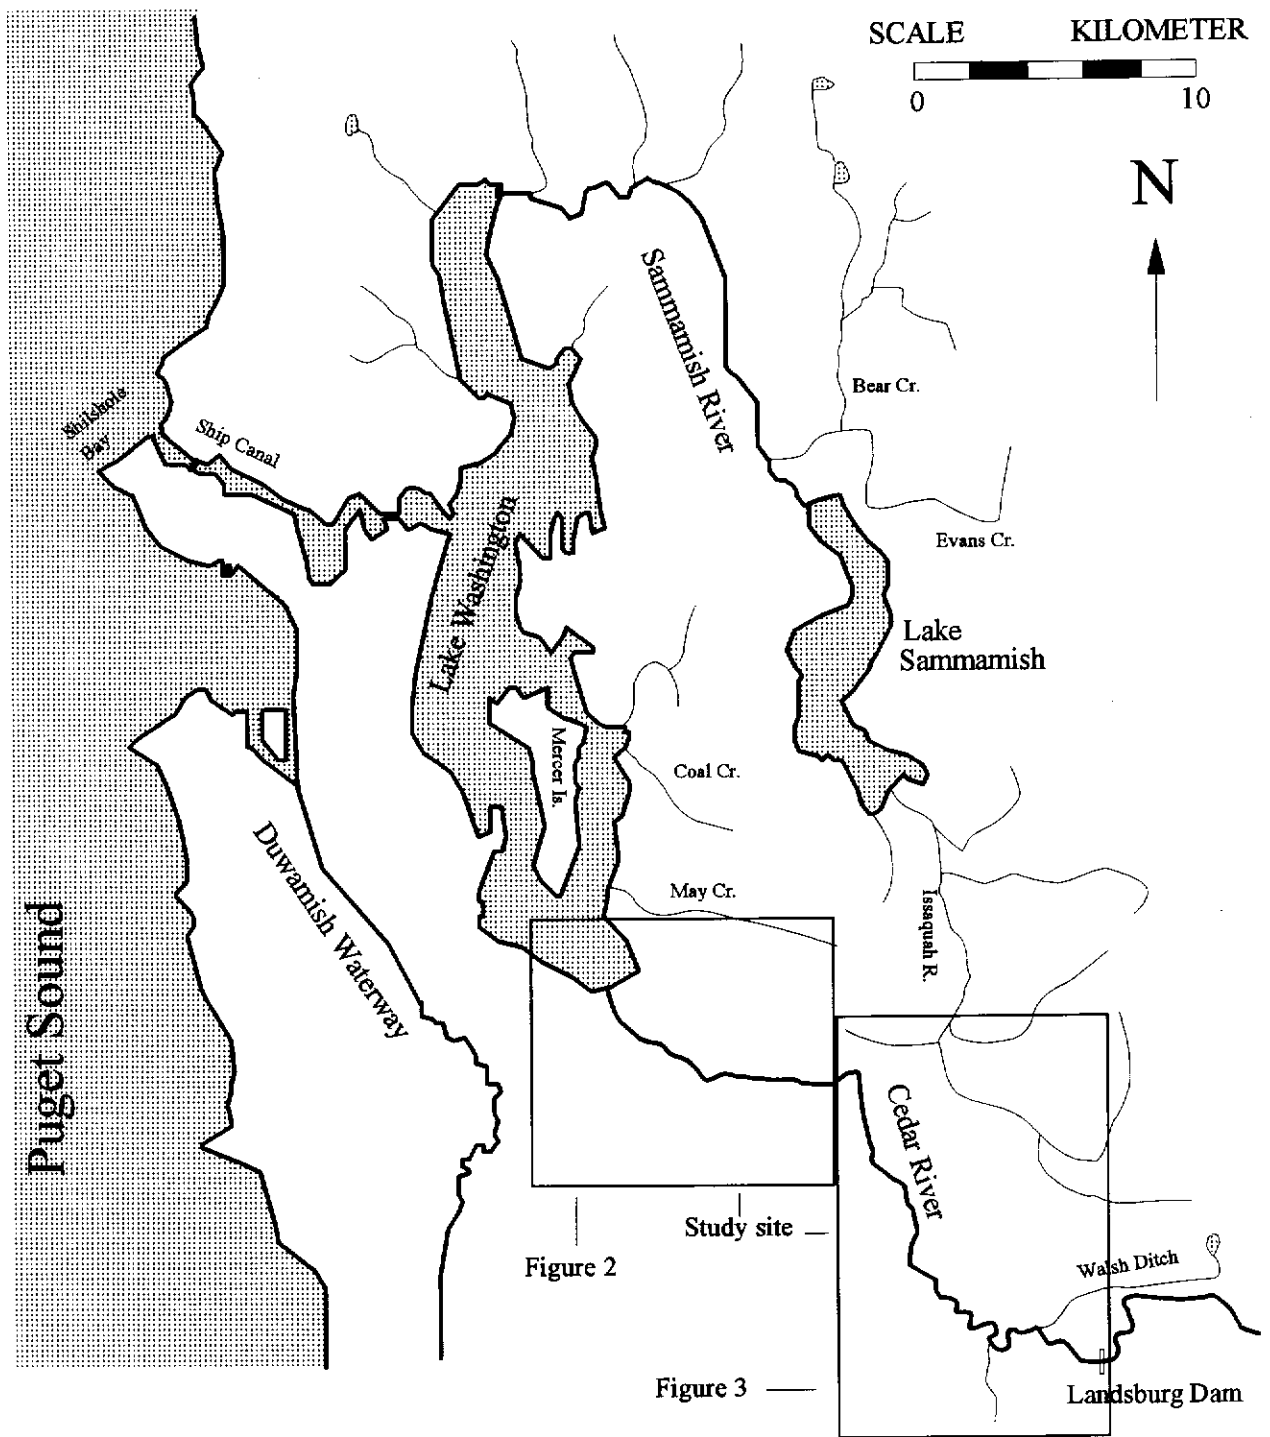 SCALE KILOMETER
0 10
N
Sammamish River
Bear Cr.
Shilshole
Bay
Ship Canal
Evans Cr.
Lake Washington
Lake
Sammamish
Mercer Is.
Coal Cr.
Duwamish Waterway
May Cr.
Issaquah R.
Puget Sound
Cedar River
Study site
Figure 2
Walsh Ditch
Figure 3
Landsburg Dam